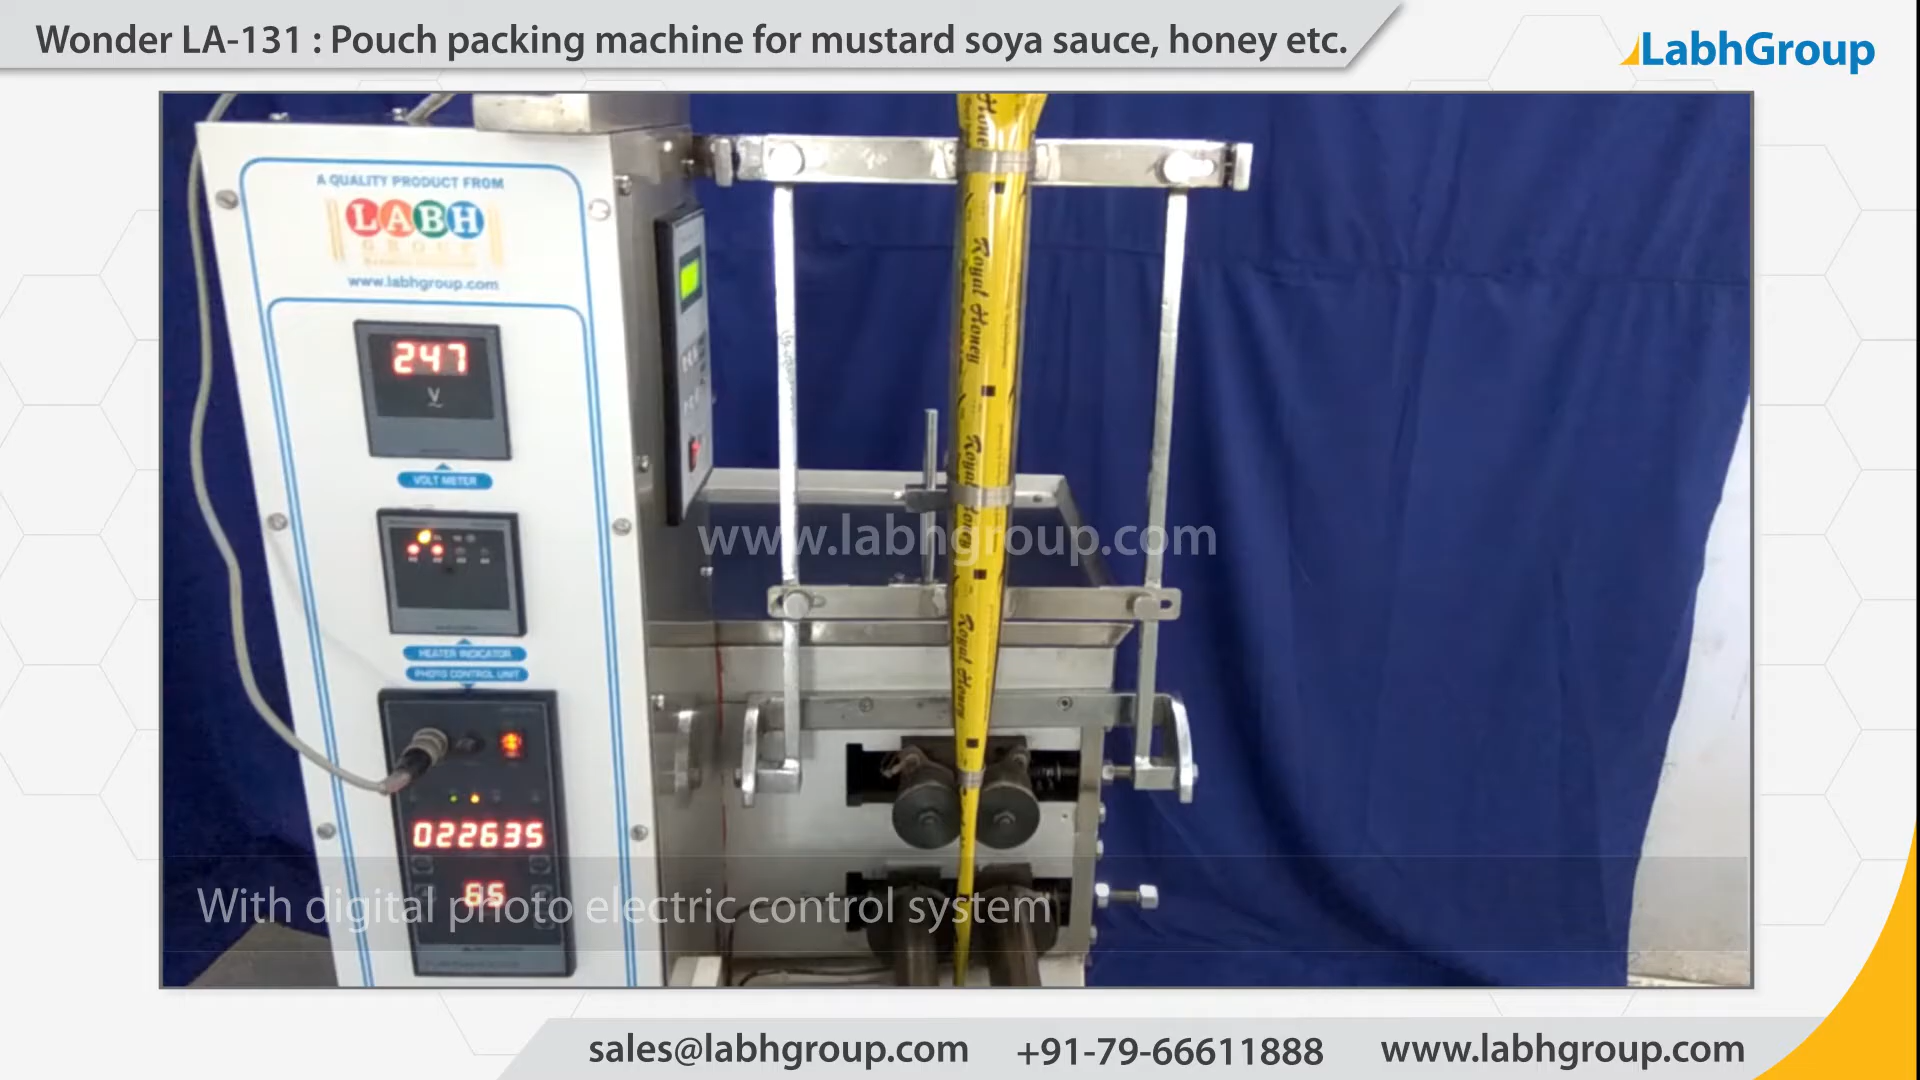 Wonder LA-131 : Pouch packing machine for mustard soya sauce, honey etc.
LabhGroup
A QUALITY PRODUCT FROM
LABH
GROUP
www.labhgroup.com
247
V
VOLT METER
HEATER INDICATOR
PHOTO CONTROL UNIT
022635
85
Hone
Royal Honey
Royal Honey
Royal Honey
www.labhgroup.com
With digital photo electric control system
sales@labhgroup.com
+91-79-66611888
www.labhgroup.com